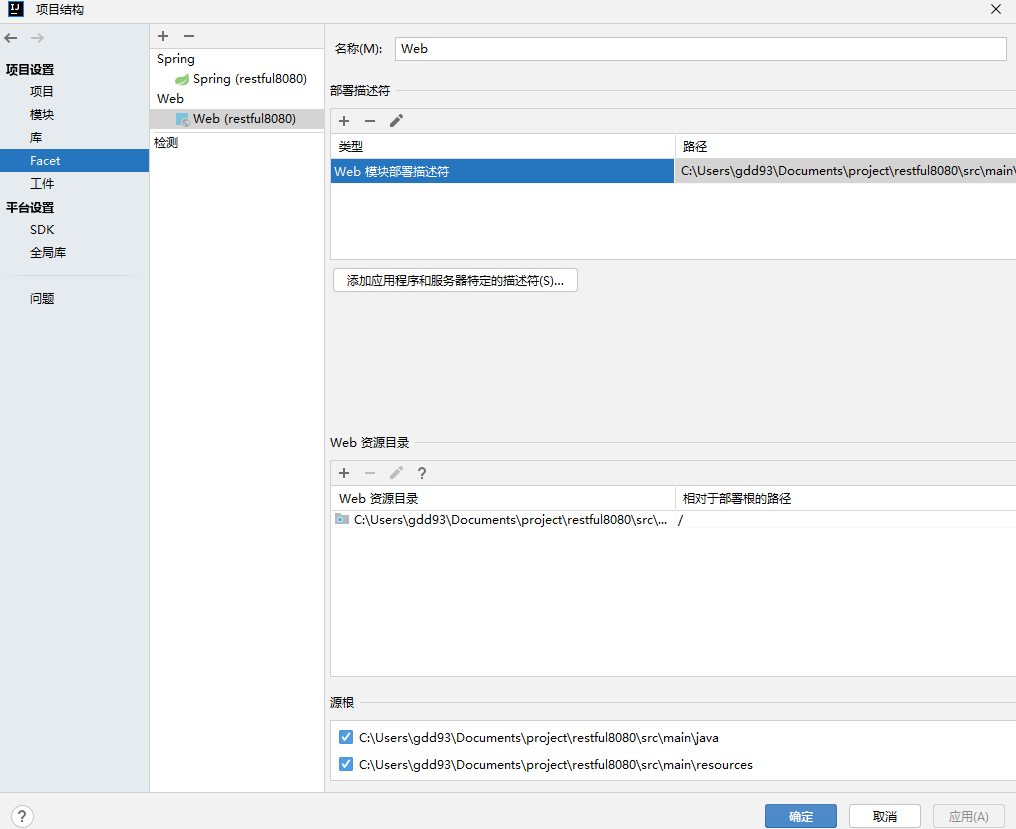 项目结构
项目设置
项目
模块
库
Facet
工件
平台设置
SDK
全局库
问题
Spring
Spring (restful8080)
Web
Web (restful8080)
检测
名称(M): Web
部署描述符
类型 路径
Web 模块部署描述符 C:\Users\gdd93\Documents\project\restful8080\src\main\
添加应用程序和服务器特定的描述符(S)...
Web 资源目录
?
Web 资源目录 相对于部署根的路径
C:\Users\gdd93\Documents\project\restful8080\src\... /
源根
C:\Users\gdd93\Documents\project\restful8080\src\main\java
C:\Users\gdd93\Documents\project\restful8080\src\main\resources
? 确定 取消 应用(A)